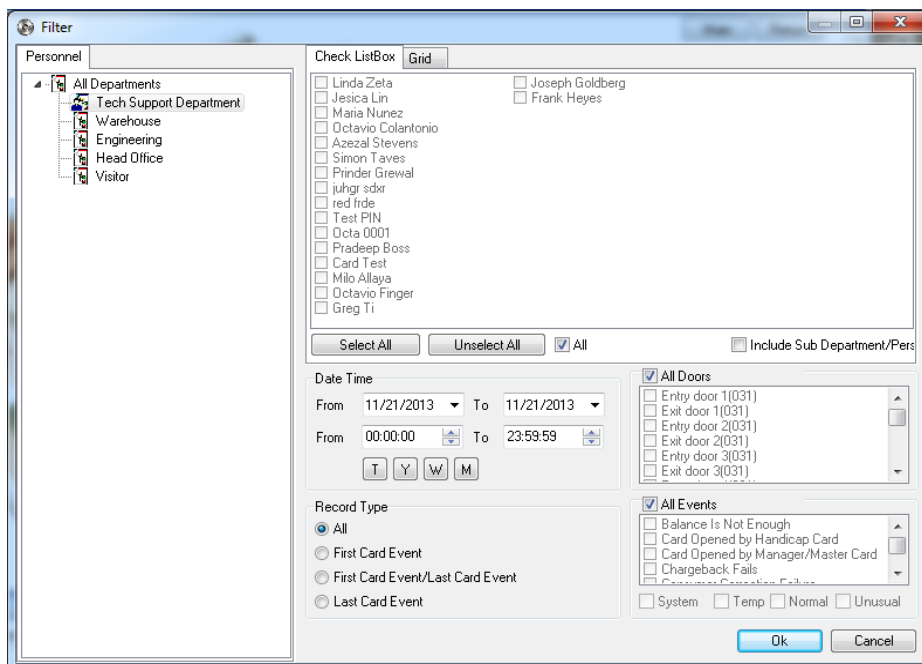 Filter
Personnel
All Departments
Tech Support Department
Warehouse
Engineering
Head Office
Visitor
Check ListBox Grid
Linda Zeta
Jesica Lin
Maria Nunez
Octavio Colantonio
Azezal Stevens
Simon Taves
Prinder Grewal
juhgr sdxr
red frde
Test PIN
Octa 0001
Pradeep Boss
Card Test
Milo Allaya
Octavio Finger
Greg Ti
Joseph Goldberg
Frank Heyes
Select All Unselect All All Include Sub Department/Pers
Date Time
From 11/21/2013 To 11/21/2013
From 00:00:00 To 23:59:59
T Y W M
All Doors
Entry door 1(031)
Exit door 1(031)
Entry door 2(031)
Exit door 2(031)
Entry door 3(031)
Exit door 3(031)
Record Type
All
First Card Event
First Card Event/Last Card Event
Last Card Event
All Events
Balance Is Not Enough
Card Opened by Handicap Card
Card Opened by Manager/Master Card
Chargeback Fails
System Temp Normal Unusual
Ok Cancel